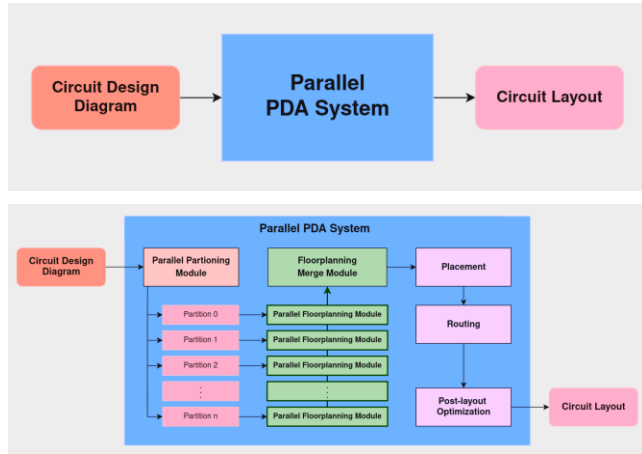 Circuit Design
Diagram
Parallel
PDA System
Circuit Layout
Parallel PDA System
Circuit Design
Diagram
Parallel Partioning
Module
Floorplanning
Merge Module
Placement
Partition 0
Parallel Floorplanning Module
Routing
Partition 1
Parallel Floorplanning Module
Partition 2
Parallel Floorplanning Module
Partition n
Parallel Floorplanning Module
Post-layout
Optimization
Circuit Layout